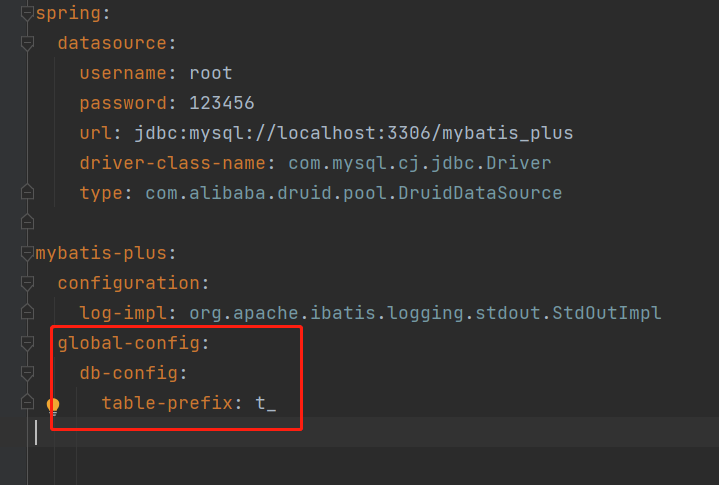 spring:
  datasource:
    username: root
    password: 123456
    url: jdbc:mysql://localhost:3306/mybatis_plus
    driver-class-name: com.mysql.cj.jdbc.Driver
    type: com.alibaba.druid.pool.DruidDataSource
mybatis-plus:
  configuration:
    log-impl: org.apache.ibatis.logging.stdout.StdOutImpl
  global-config:
    db-config:
      table-prefix: t_